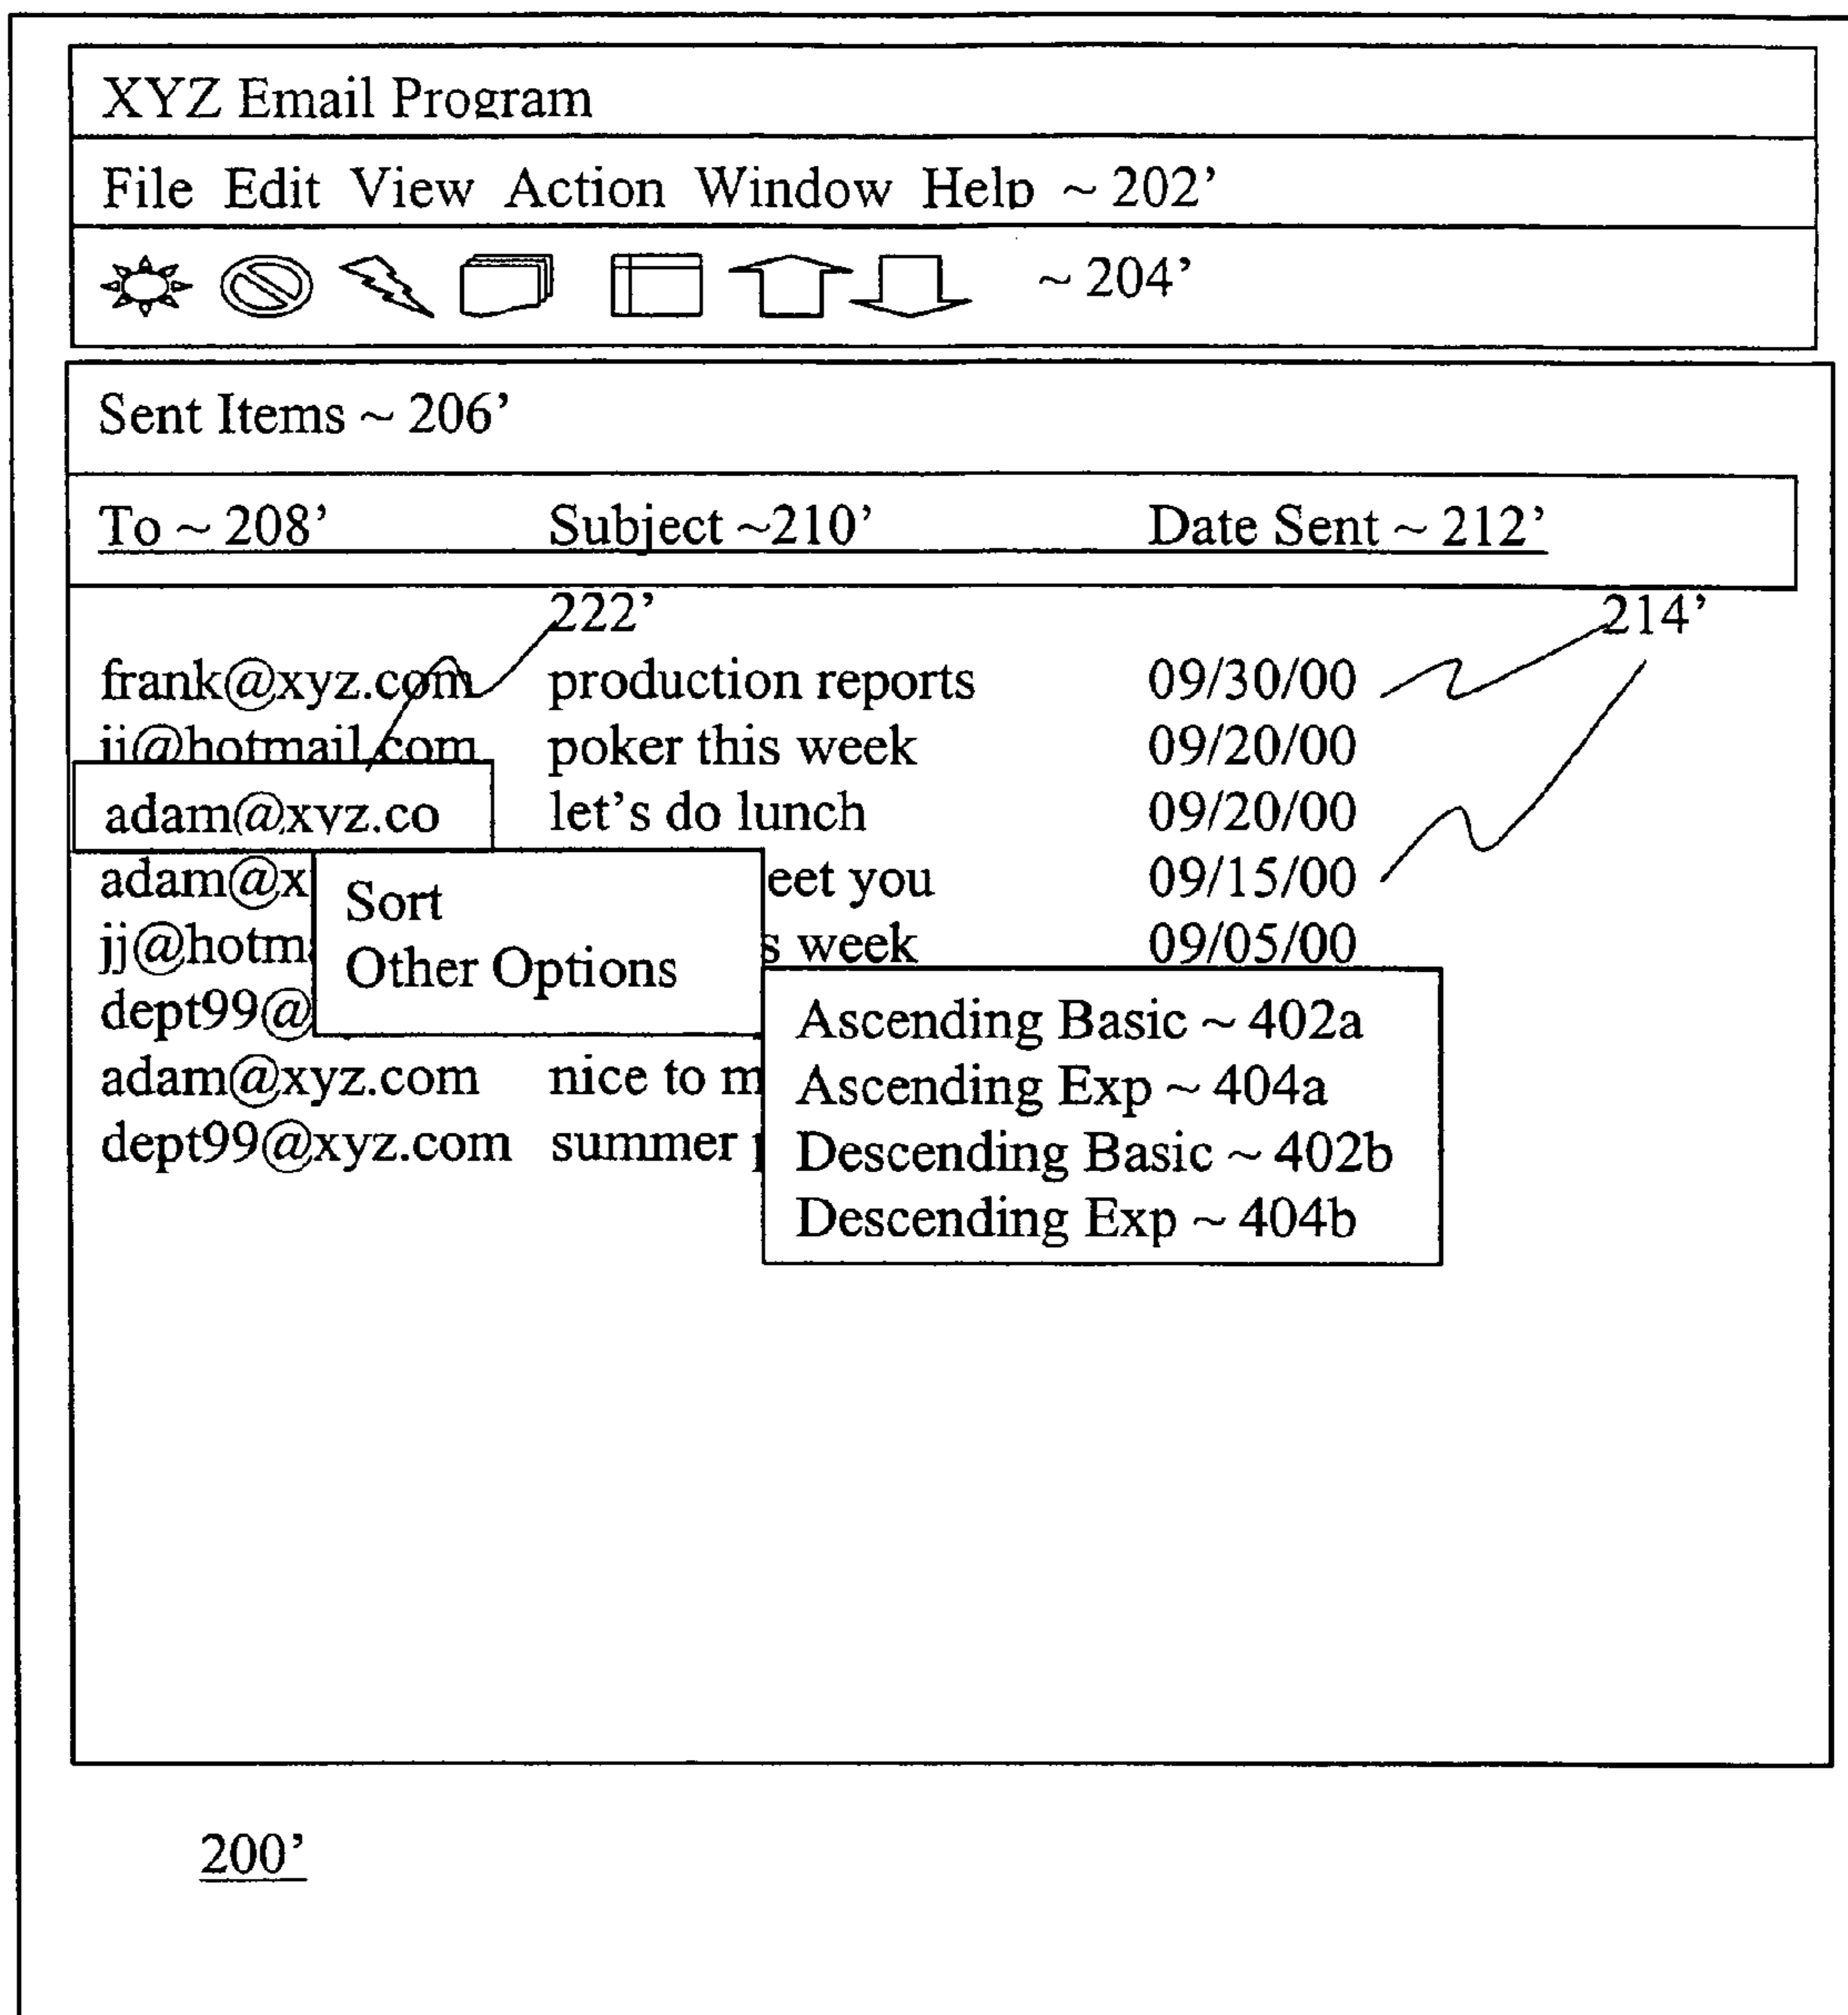 XYZ Email Program
File Edit View Action Window Help ~ 202’
~ 204’
Sent Items ~ 206’
To ~ 208’ Subject ~210’ Date Sent ~ 212’
222’ 214’
frank@xyz.com production reports 09/30/00
jj@hotmail.com poker this week 09/20/00
adam@xyz.co let's do lunch 09/20/00
adam@x eet you 09/15/00
Sort
jj@hotm s week 09/05/00
Other Options
dept99@
Ascending Basic ~ 402a
adam@xyz.com nice to m
Ascending Exp ~ 404a
dept99@xyz.com summer
Descending Basic ~ 402b
Descending Exp ~ 404b
200’